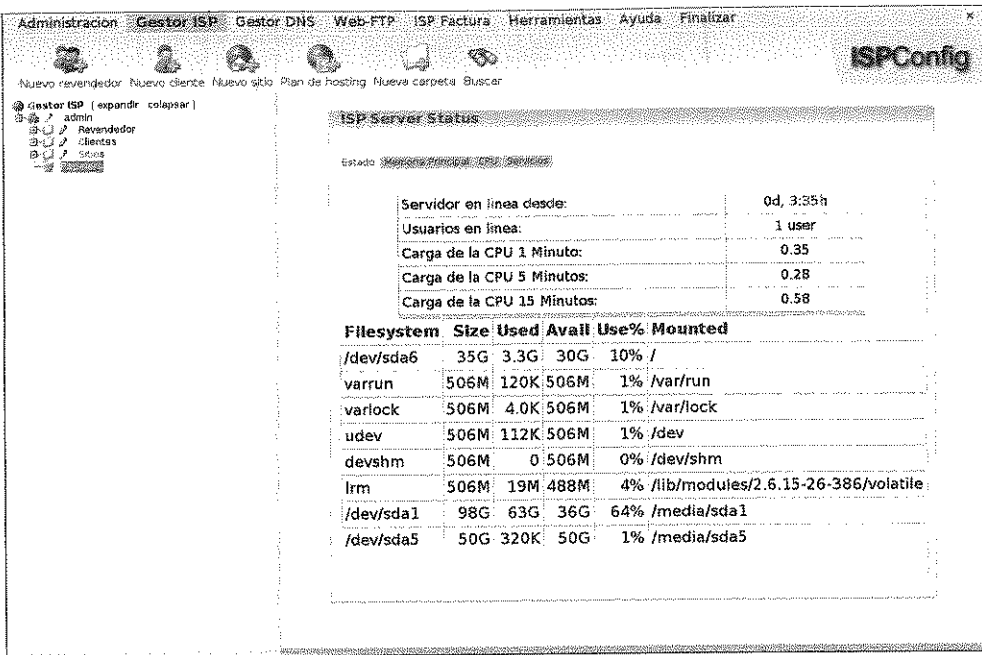 Administracion Gestor ISP Gestor DNS Web-FTP ISP Factura Herramientas Ayuda Finalizar
Nuevo revendedor Nuevo cliente Nuevo sitio Plan de hosting Nueva carpeta Buscar
ISPConfig
Gestor ISP [ expandir colapsar ]
admin
Revendedor
Clientes
Sitios
ISP Server Status
Estado Memoria Principal CPU Servicios
Servidor en linea desde: 0d, 3:35h
Usuarios en linea: 1 user
Carga de la CPU 1 Minuto: 0.35
Carga de la CPU 5 Minutos: 0.28
Carga de la CPU 15 Minutos: 0.58
Filesystem Size Used Avail Use% Mounted
/dev/sda6 35G 3.3G 30G 10% /
varrun 506M 120K 506M 1% /var/run
varlock 506M 4.0K 506M 1% /var/lock
udev 506M 112K 506M 1% /dev
devshm 506M 0 506M 0% /dev/shm
lrm 506M 19M 488M 4% /lib/modules/2.6.15-26-386/volatile
/dev/sda1 98G 63G 36G 64% /media/sda1
/dev/sda5 50G 320K 50G 1% /media/sda5